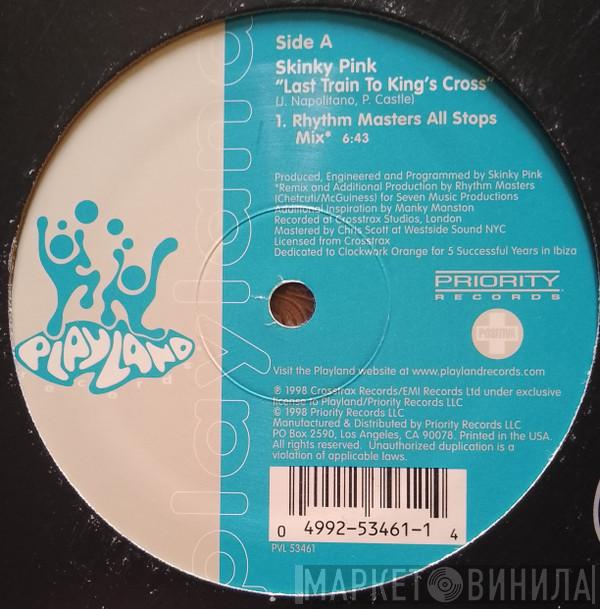 Side A
Skinky Pink
"Last Train To King's Cross"
(J. Napolitano, P. Castle)
1. Rhythm Masters All Stops
Mix* 6:43
Produced, Engineered and Programmed by Skinky Pink
*Remix and Additional Production by Rhythm Masters
(Chetcuti/McGuiness) for Seven Music Productions
Additional Inspiration by Manky Manston
Recorded at Crosstrax Studios, London
Mastered by Chris Scott at Westside Sound NYC
Licensed from Crosstrax
Dedicated to Clockwork Orange for 5 Successful Years in Ibiza
PRIORITY
RECORDS
POSITIVA
PLAYLAND
records
playland
Visit the Playland website at www.playlandrecords.com
℗ 1998 Crosstrax Records/EMI Records Ltd under exclusive
license to Playland/Priority Records LLC
© 1998 Priority Records LLC
Manufactured & Distributed by Priority Records LLC
PO Box 2590, Los Angeles, CA 90078. Printed in the USA.
All rights reserved. Unauthorized duplication is a
violation of applicable laws.
0 4992-53461-1 4
PVL 53461
МАРКЕТ ВИНИЛА